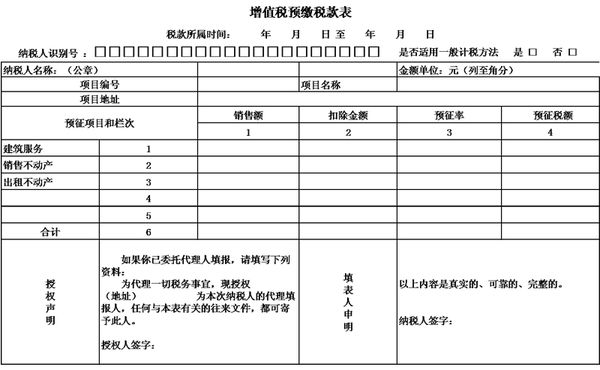 增值税预缴税款表
税款所属时间： 年 月 日 至 年 月 日
纳税人识别号： □□□□□□□□□□□□□□□□□□□□ 是否适用一般计税方法 是 □ 否 □
纳税人名称：（公章） 金额单位：元（列至角分）
项目编号 项目名称
项目地址
预征项目和栏次 销售额 扣除金额 预征率 预征税额
1 2 3 4
建筑服务 1
销售不动产 2
出租不动产 3
4
5
合计 6
授权声明
如果你已委托代理人填报，请填写下列
资料：
为代理一切税务事宜，现授权
（地址） 为本次纳税人的代理填
报人，任何与本表有关的往来文件，都可寄
予此人。
授权人签字：
填表人申明
以上内容是真实的、可靠的、完整的。
纳税人签字：